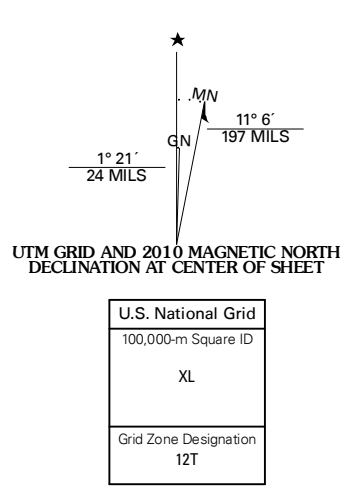 ★
MN
11° 6´
197 MILS
GN
1° 21´
24 MILS
UTM GRID AND 2010 MAGNETIC NORTH
DECLINATION AT CENTER OF SHEET
U.S. National Grid
100,000-m Square ID
XL
Grid Zone Designation
12T